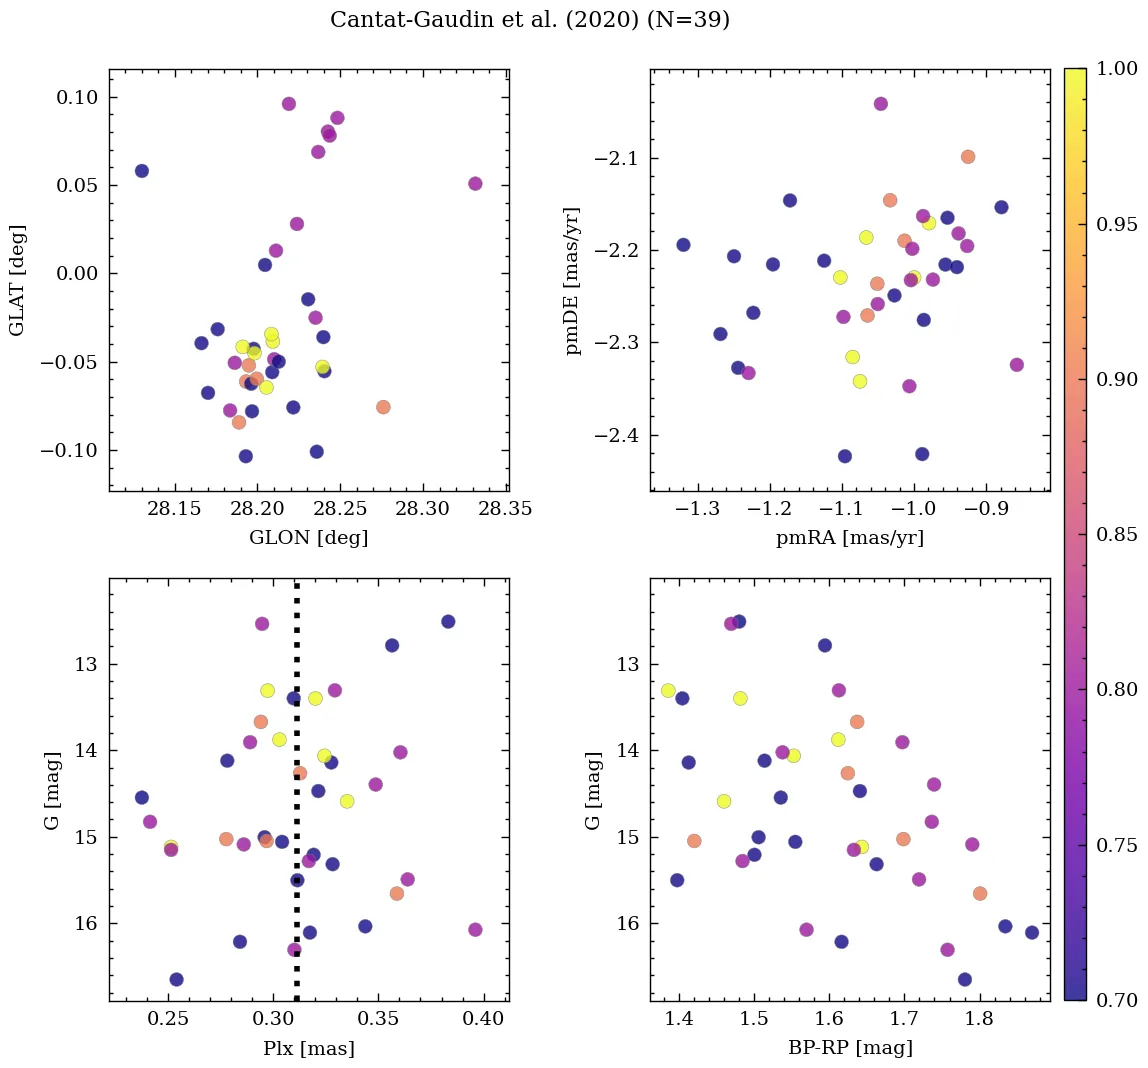 Cantat-Gaudin et al. (2020) (N=39)
0.10
0.05
0.00
−0.05
−0.10
GLAT [deg]
28.15 28.20 28.25 28.30 28.35
GLON [deg]
−2.1
−2.2
−2.3
−2.4
pmDE [mas/yr]
−1.3 −1.2 −1.1 −1.0 −0.9
pmRA [mas/yr]
13
14
15
16
G [mag]
0.25 0.30 0.35 0.40
Plx [mas]
13
14
15
16
G [mag]
1.4 1.5 1.6 1.7 1.8
BP-RP [mag]
1.00
0.95
0.90
0.85
0.80
0.75
0.70